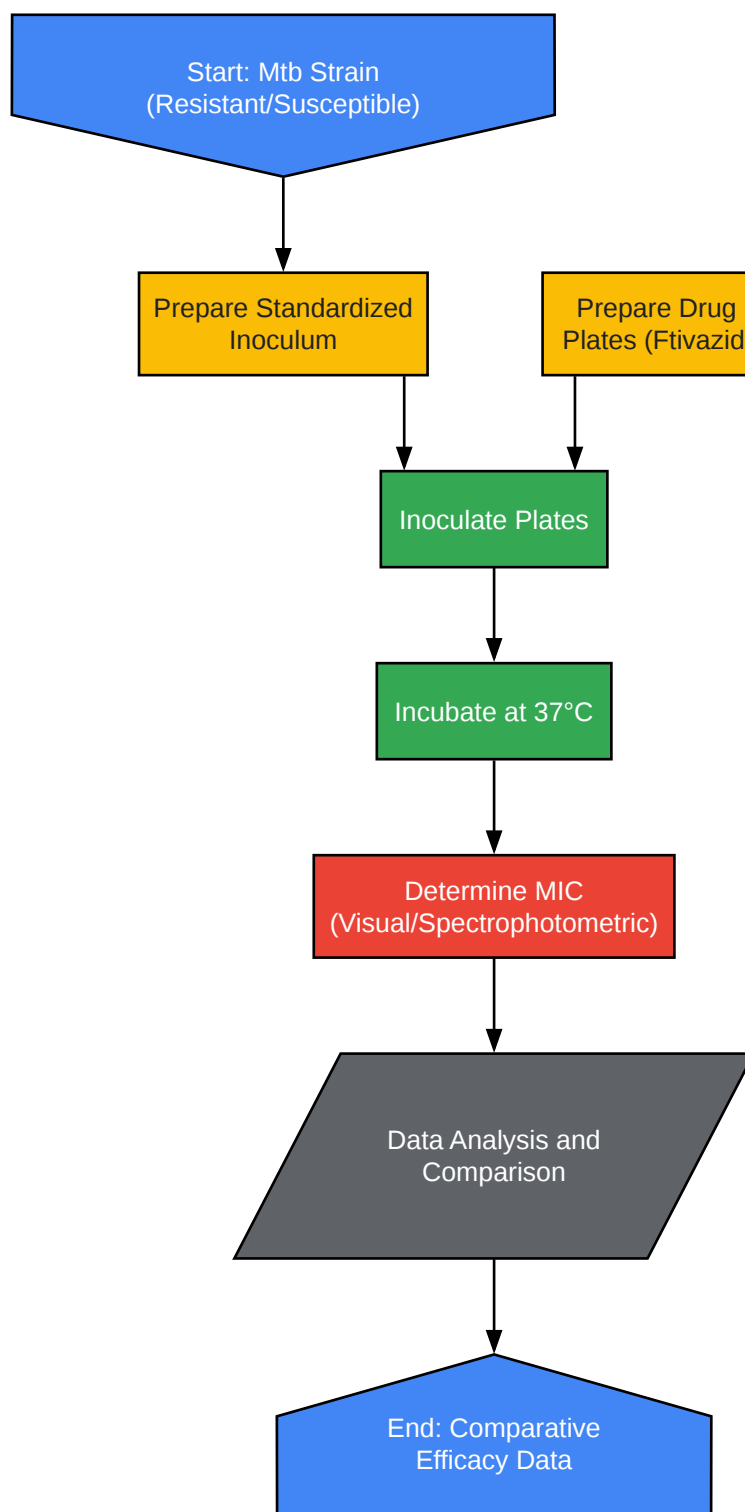 Start: Mtb Strain
(Resistant/Susceptible)
Prepare Standardized
Inoculum
Prepare Drug
Plates (Ftivazid
Inoculate Plates
Incubate at 37°C
Determine MIC
(Visual/Spectrophotometric)
Data Analysis and
Comparison
End: Comparative
Efficacy Data